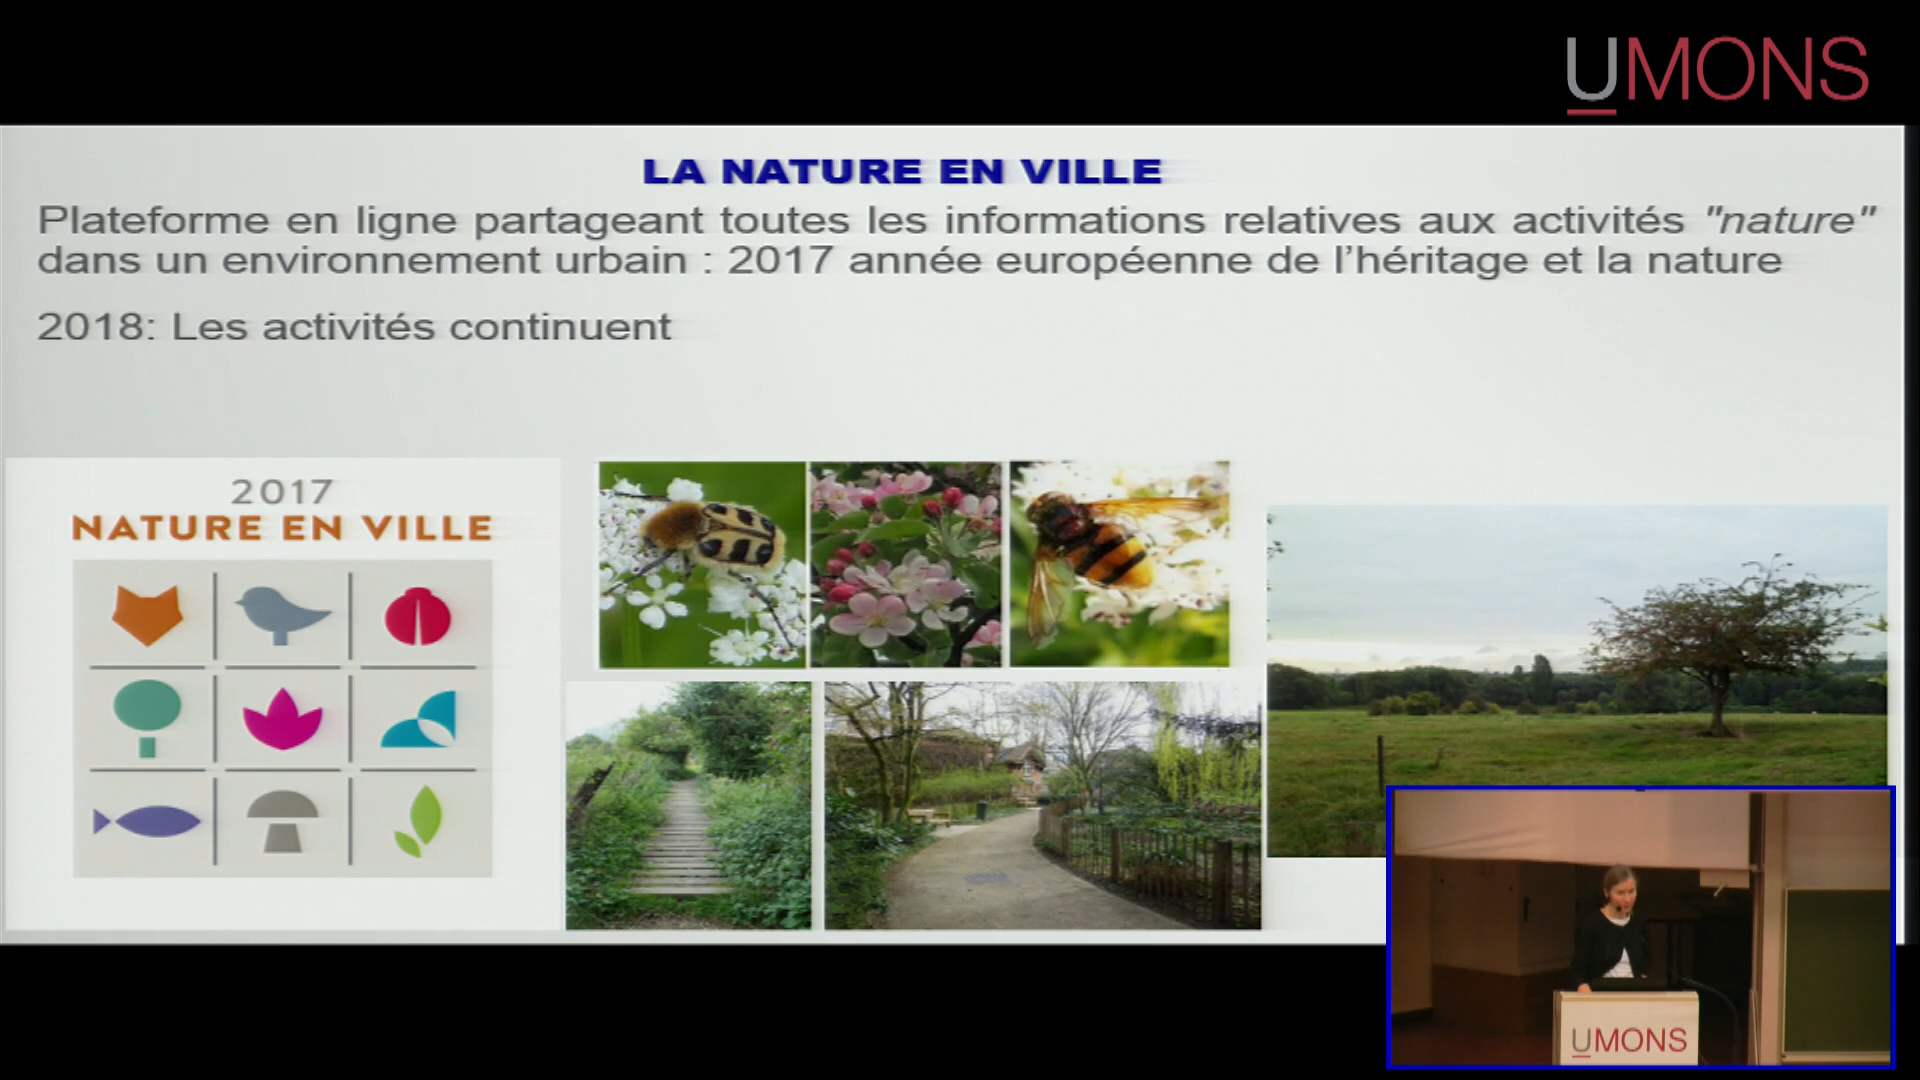 UMONS
LA NATURE EN VILLE
Plateforme en ligne partageant toutes les informations relatives aux activités "nature"
dans un environnement urbain : 2017 année européenne de l'héritage et la nature
2018: Les activités continuent
2017
NATURE EN VILLE
UMONS